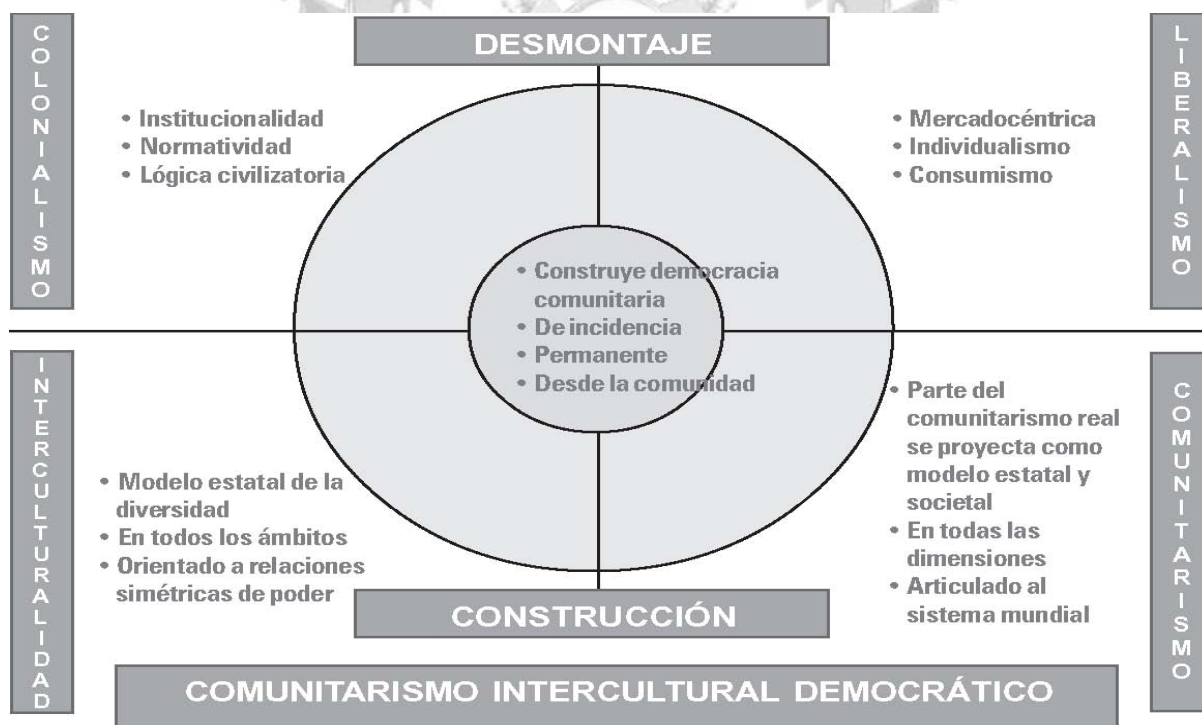 DESMONTAJE
COLONIALISMO
• Institucionalidad
• Normatividad
• Lógica civilizatoria
LIBERALISMO
• Mercadocéntrica
• Individualismo
• Consumismo
• Construye democracia
comunitaria
• De incidencia
• Permanente
• Desde la comunidad
INTERCULTURALIDAD
• Modelo estatal de la
diversidad
• En todos los ámbitos
• Orientado a relaciones
simétricas de poder
COMUNITARISMO
• Parte del
comunitarismo real
se proyecta como
modelo estatal y
societal
• En todas las
dimensiones
• Articulado al
sistema mundial
CONSTRUCCIÓN
COMUNITARISMO INTERCULTURAL DEMOCRÁTICO